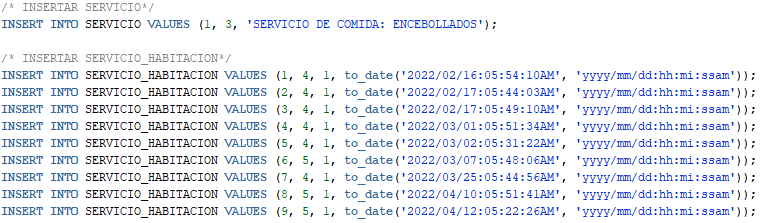 /* INSERTAR SERVICIO*/
INSERT INTO SERVICIO VALUES (1, 3, 'SERVICIO DE COMIDA: ENCEBOLLADOS');
/* INSERTAR SERVICIO_HABITACION*/
INSERT INTO SERVICIO_HABITACION VALUES (1, 4, 1, to_date('2022/02/16:05:54:10AM', 'yyyy/mm/dd:hh:mi:ssam'));
INSERT INTO SERVICIO_HABITACION VALUES (2, 4, 1, to_date('2022/02/17:05:44:03AM', 'yyyy/mm/dd:hh:mi:ssam'));
INSERT INTO SERVICIO_HABITACION VALUES (3, 4, 1, to_date('2022/02/17:05:49:10AM', 'yyyy/mm/dd:hh:mi:ssam'));
INSERT INTO SERVICIO_HABITACION VALUES (4, 4, 1, to_date('2022/03/01:05:51:34AM', 'yyyy/mm/dd:hh:mi:ssam'));
INSERT INTO SERVICIO_HABITACION VALUES (5, 4, 1, to_date('2022/03/02:05:31:22AM', 'yyyy/mm/dd:hh:mi:ssam'));
INSERT INTO SERVICIO_HABITACION VALUES (6, 5, 1, to_date('2022/03/07:05:48:06AM', 'yyyy/mm/dd:hh:mi:ssam'));
INSERT INTO SERVICIO_HABITACION VALUES (7, 4, 1, to_date('2022/03/25:05:44:56AM', 'yyyy/mm/dd:hh:mi:ssam'));
INSERT INTO SERVICIO_HABITACION VALUES (8, 5, 1, to_date('2022/04/10:05:51:41AM', 'yyyy/mm/dd:hh:mi:ssam'));
INSERT INTO SERVICIO_HABITACION VALUES (9, 5, 1, to_date('2022/04/12:05:22:26AM', 'yyyy/mm/dd:hh:mi:ssam'));